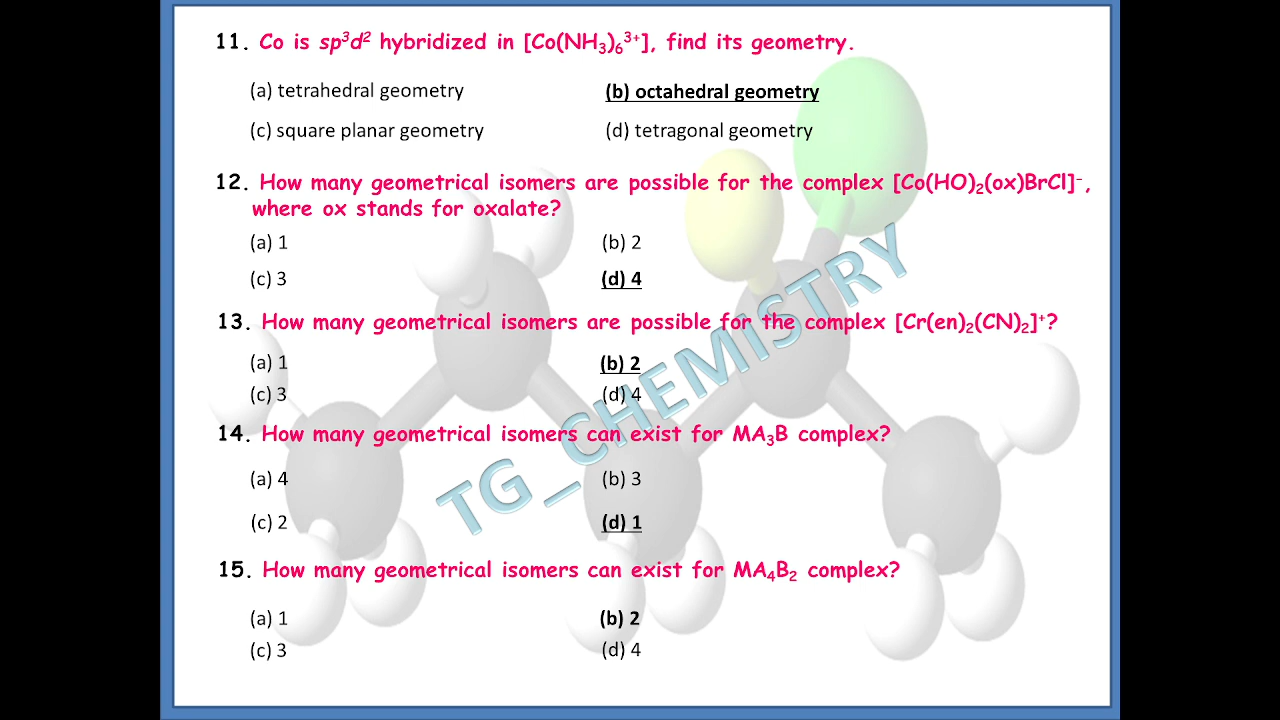 11. Co is sp³d² hybridized in [Co(NH₃)₆³⁺], find its geometry.
(a) tetrahedral geometry (b) octahedral geometry
(c) square planar geometry (d) tetragonal geometry
12. How many geometrical isomers are possible for the complex [Co(HO)₂(ox)BrCl]⁻,
where ox stands for oxalate?
(a) 1 (b) 2
(c) 3 (d) 4
13. How many geometrical isomers are possible for the complex [Cr(en)₂(CN)₂]⁺?
(a) 1 (b) 2
(c) 3 (d) 4
14. How many geometrical isomers can exist for MA₃B complex?
(a) 4 (b) 3
(c) 2 (d) 1
15. How many geometrical isomers can exist for MA₄B₂ complex?
(a) 1 (b) 2
(c) 3 (d) 4
TG_CHEMISTRY